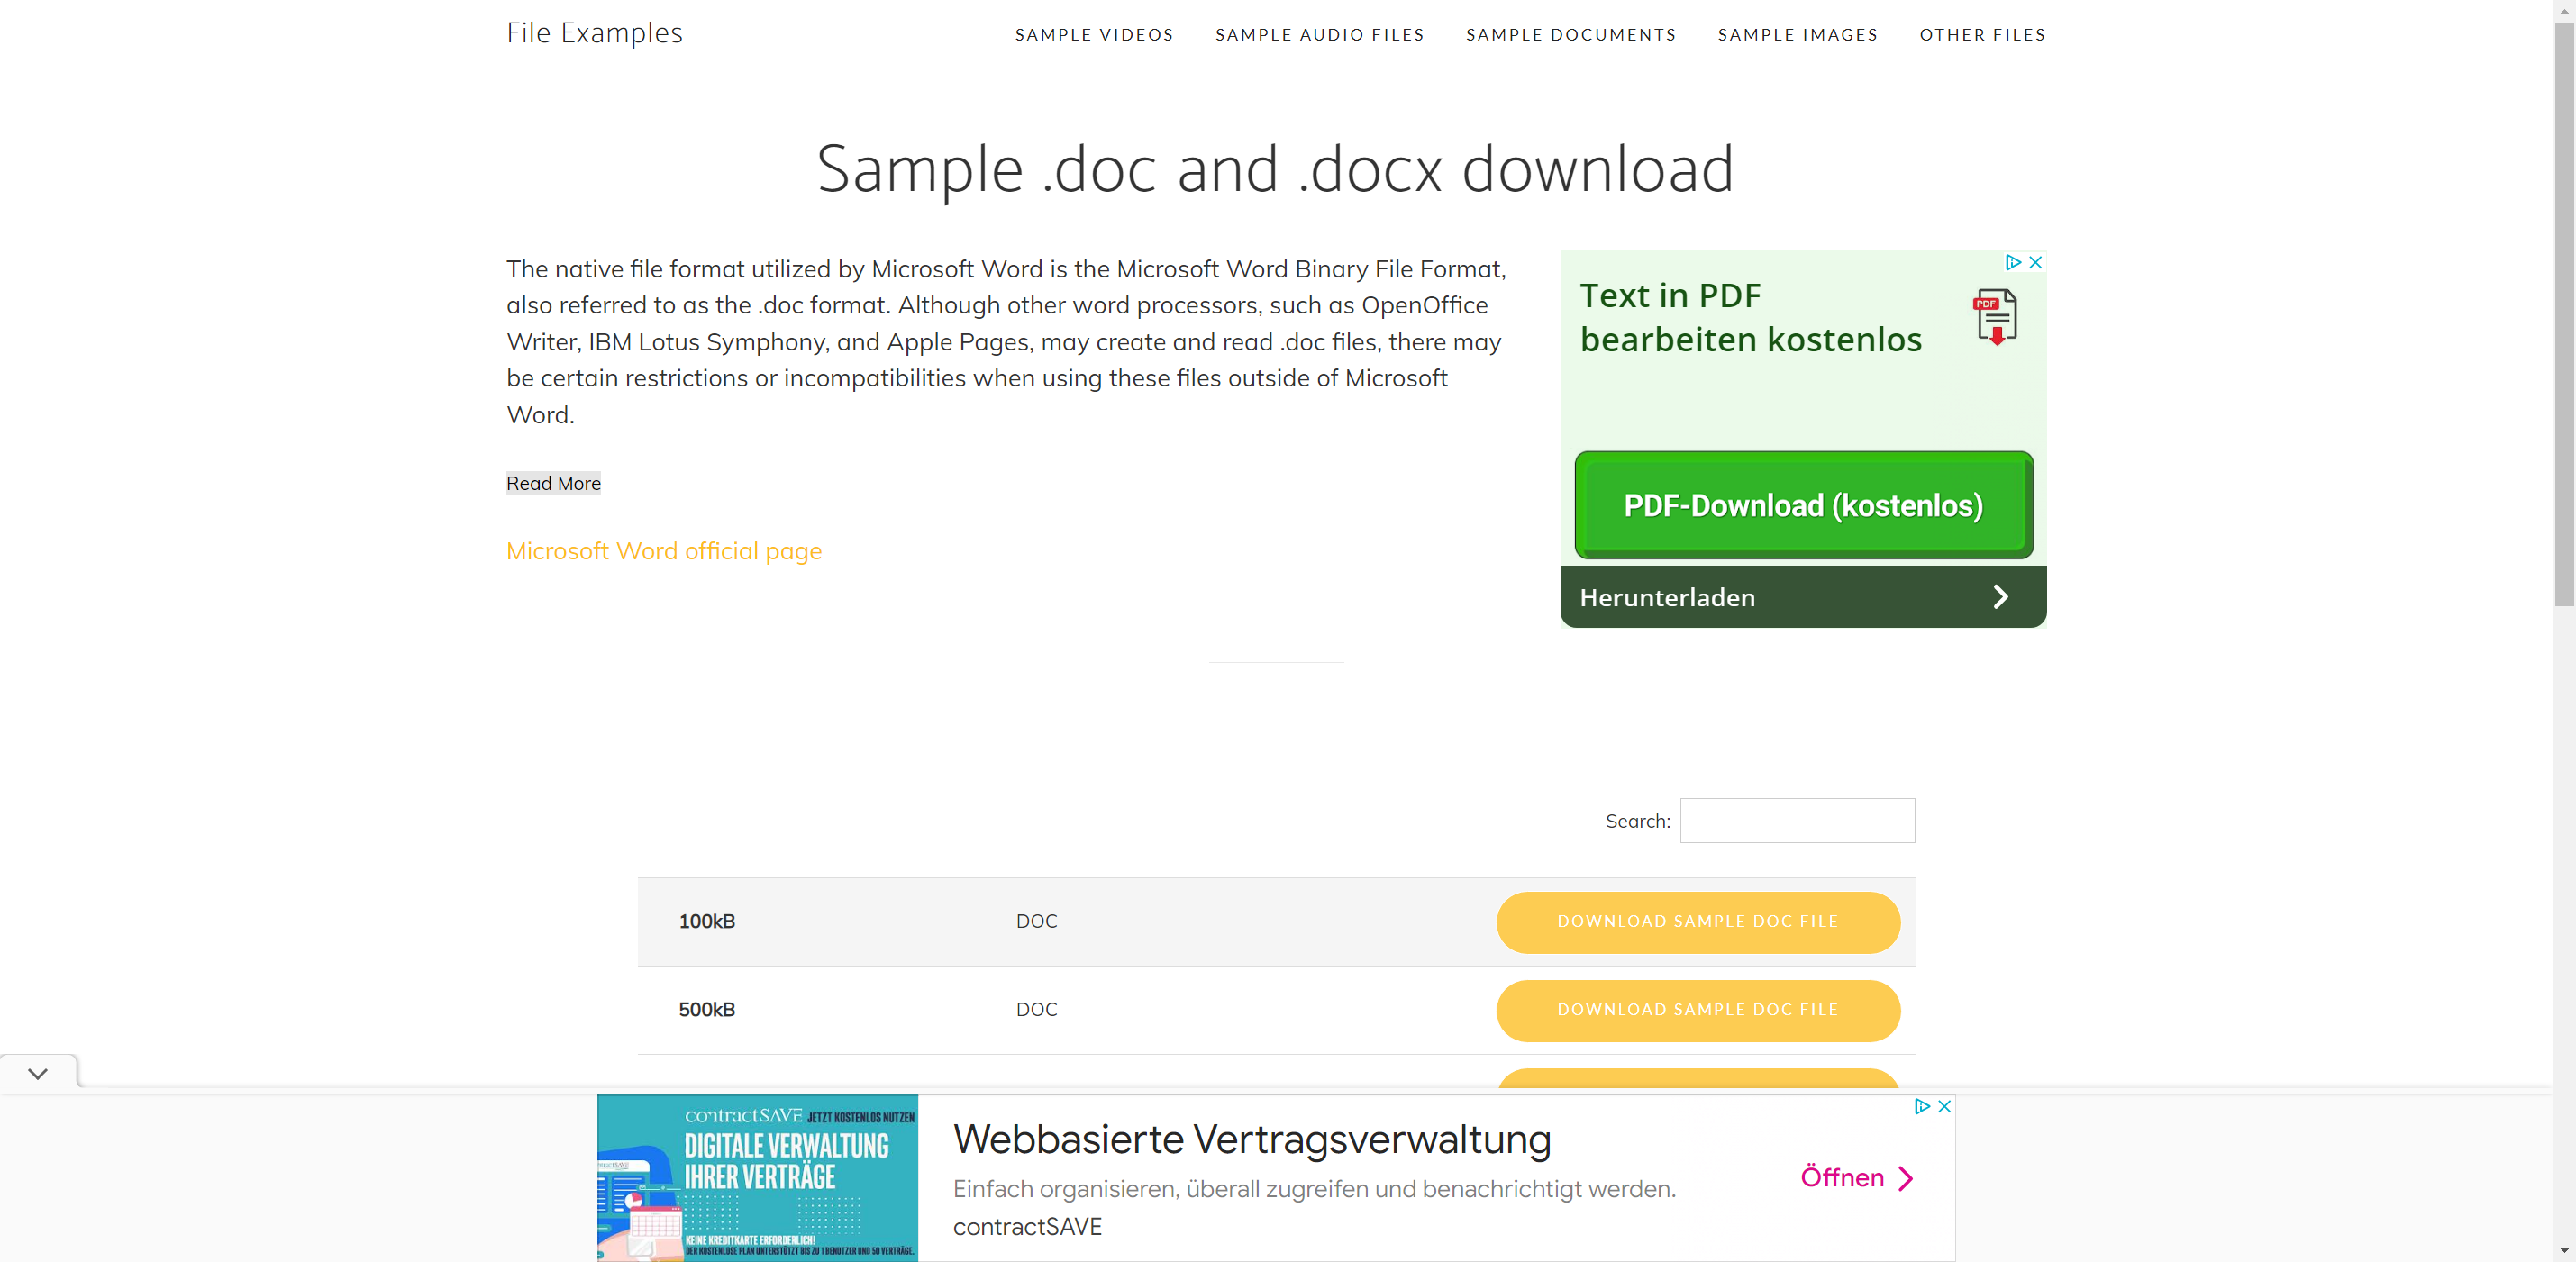 File Examples
SAMPLE VIDEOS
SAMPLE AUDIO FILES
SAMPLE DOCUMENTS
SAMPLE IMAGES
OTHER FILES
Sample .doc and .docx download
The native file format utilized by Microsoft Word is the Microsoft Word Binary File Format,
also referred to as the .doc format. Although other word processors, such as OpenOffice
Writer, IBM Lotus Symphony, and Apple Pages, may create and read .doc files, there may
be certain restrictions or incompatibilities when using these files outside of Microsoft
Word.
Read More
Microsoft Word official page
Text in PDF
bearbeiten kostenlos
PDF
PDF-Download (kostenlos)
Herunterladen
Search:
100kB
DOC
DOWNLOAD SAMPLE DOC FILE
500kB
DOC
DOWNLOAD SAMPLE DOC FILE
contractSAVE JETZT KOSTENLOS NUTZEN
DIGITALE VERWALTUNG
IHRER VERTRÄGE
KEINE KREDITKARTE ERFORDERLICH!
DER KOSTENLOSE PLAN UNTERSTÜTZT BIS ZU 1 BENUTZER UND 50 VERTRÄGE.
Webbasierte Vertragsverwaltung
Einfach organisieren, überall zugreifen und benachrichtigt werden.
contractSAVE
Öffnen